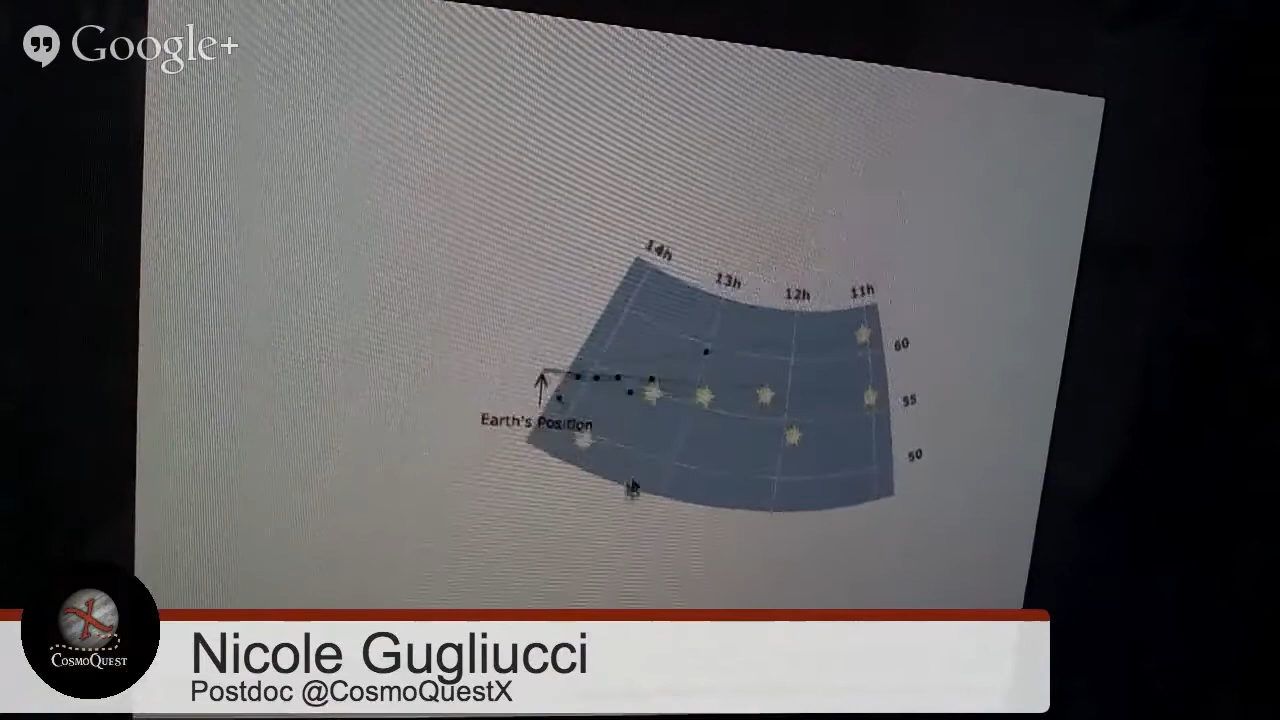 Google+
14h
13h
12h
11h
60
55
50
Earth's Position
CosmoQuest
Nicole Gugliucci
Postdoc @CosmoQuestX